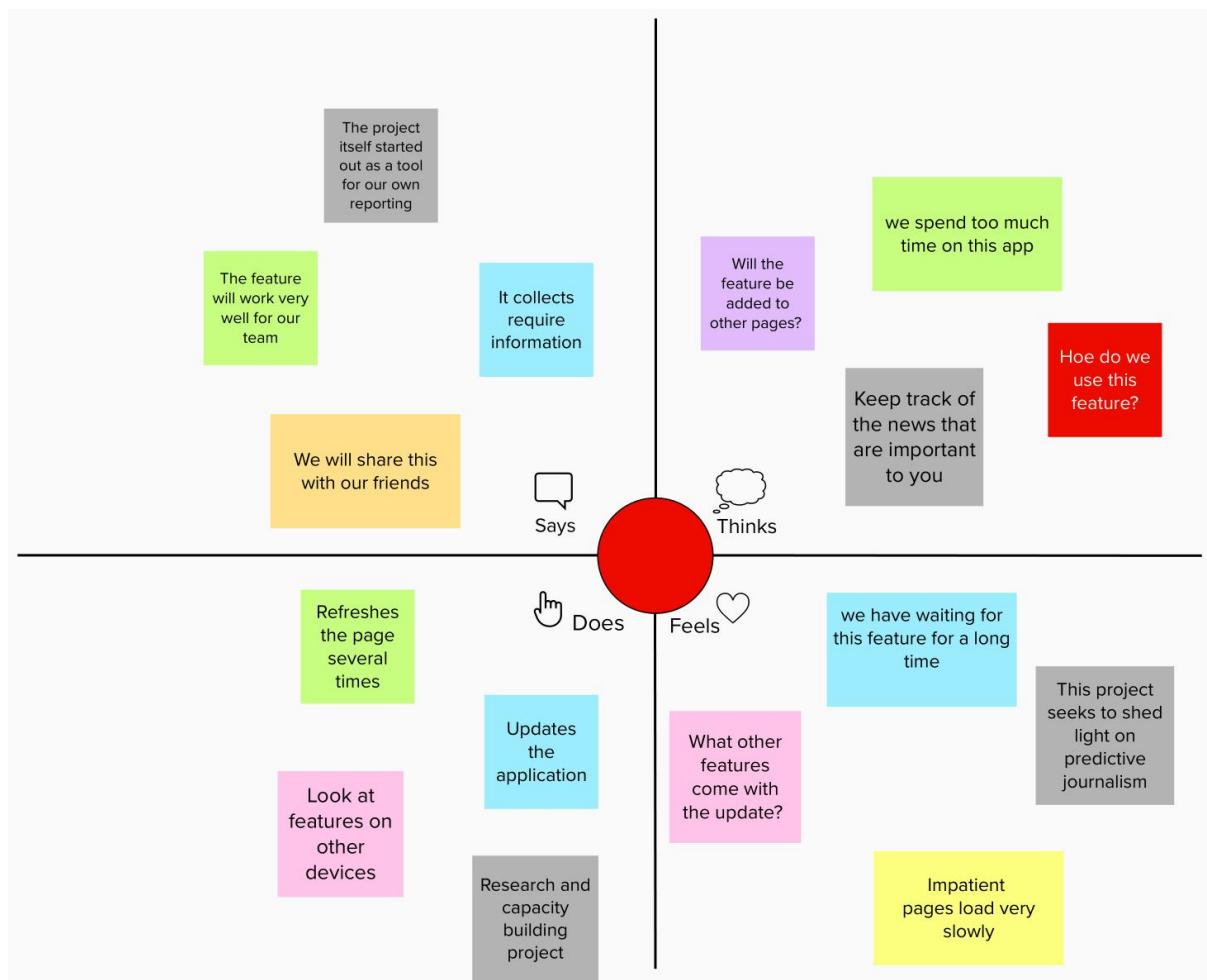 The project
itself started
out as a tool
for our own
reporting
The feature
will work very
well for our
team
It collects
require
information
We will share this
with our friends
Says
we spend too much
time on this app
Will the
feature be
added to
other pages?
Hoe do we
use this
feature?
Keep track of
the news that
are important
to you
Thinks
Refreshes
the page
several
times
Does
Updates
the
application
Look at
features on
other
devices
Research and
capacity
building
project
Feels
we have waiting for
this feature for a long
time
This project
seeks to shed
light on
predictive
journalism
What other
features
come with
the update?
Impatient
pages load very
slowly